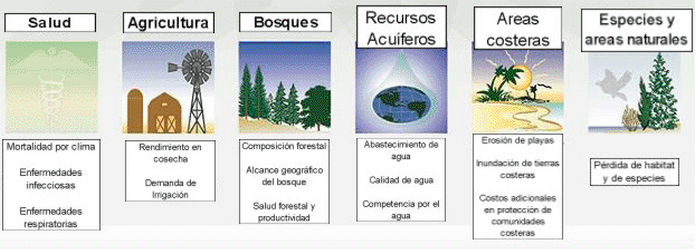 Salud
Mortalidad por clima
Enfermedades
infecciosas
Enfermedades
respiratorias
Agricultura
Rendimiento en
cosecha
Demanda de
Irrigación
Bosques
Composición forestal
Alcance geográfico
del bosque
Salud forestal y
productividad
Recursos
Acuiferos
Abastecimiento de
agua
Calidad de agua
Competencia por el
agua
Areas
costeras
Erosión de playas
Inundación de tierras
costeras
Costos adicionales
en protección de
comunidades
costeras
Especies y
areas naturales
Pérdida de habitat
y de especies